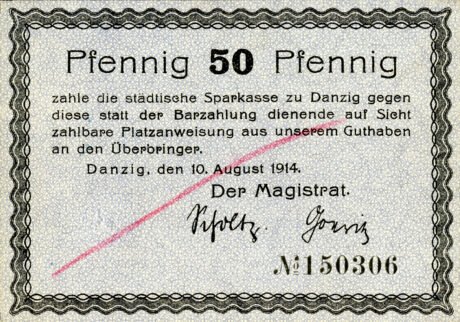 Pfennig 50 Pfennig
zahle die städtische Sparkasse zu Danzig gegen
diese statt der Barzahlung dienende auf Sicht
zahlbare Platzanweisung aus unserem Guthaben
an den Überbringer.
Danzig, den 10. August 1914.
Der Magistrat.
Scholtz.
№150306